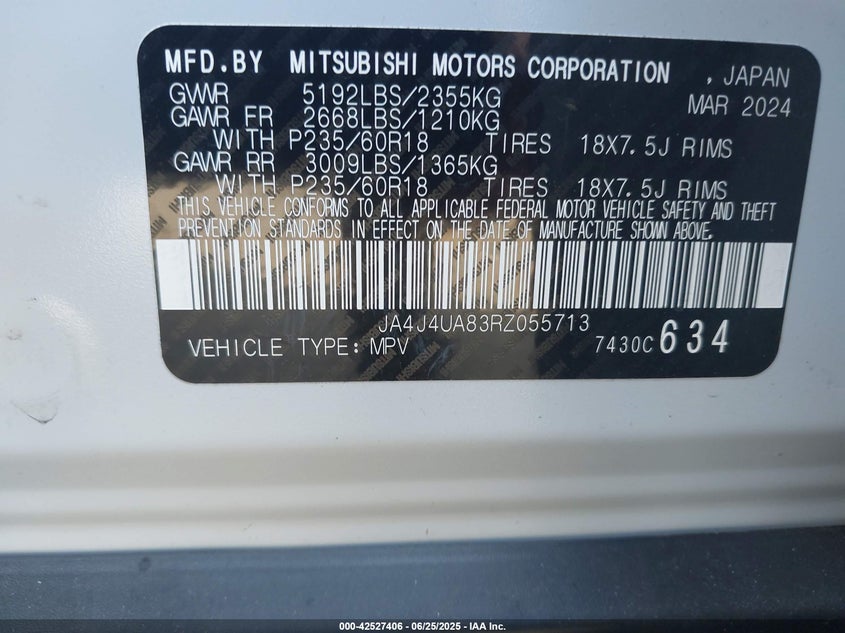 MFD.BY MITSUBISHI MOTORS CORPORATION , JAPAN
GVWR 5192LBS/2355KG MAR 2024
GAWR FR 2668LBS/1210KG
WITH P235/60R18 TIRES 18X7.5J RIMS
GAWR RR 3009LBS/1365KG
WITH P235/60R18 TIRES 18X7.5J RIMS
THIS VEHICLE CONFORMS TO ALL APPLICABLE FEDERAL MOTOR VEHICLE SAFETY AND THEFT
PREVENTION STANDARDS IN EFFECT ON THE DATE OF MANUFACTURE SHOWN ABOVE.
JA4J4UA83RZ055713
VEHICLE TYPE: MPV 7430C 634
000-42527406 - 06/25/2025 - IAA Inc.